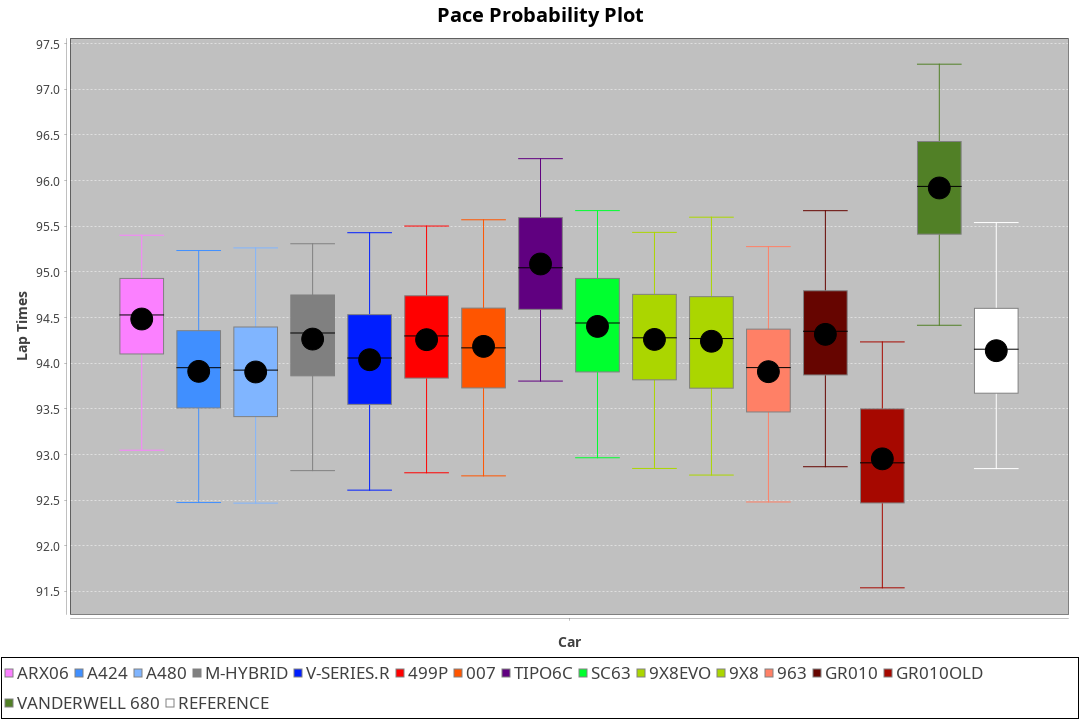 Pace Probability Plot
97.5
97.0
96.5
96.0
95.5
95.0
94.5
94.0
93.5
93.0
92.5
92.0
91.5
Lap Times
Car
ARX06 A424 A480 M-HYBRID V-SERIES.R 499P 007 TIPO6C SC63 9X8EVO 9X8 963 GR010 GR010OLD
VANDERWELL 680 REFERENCE